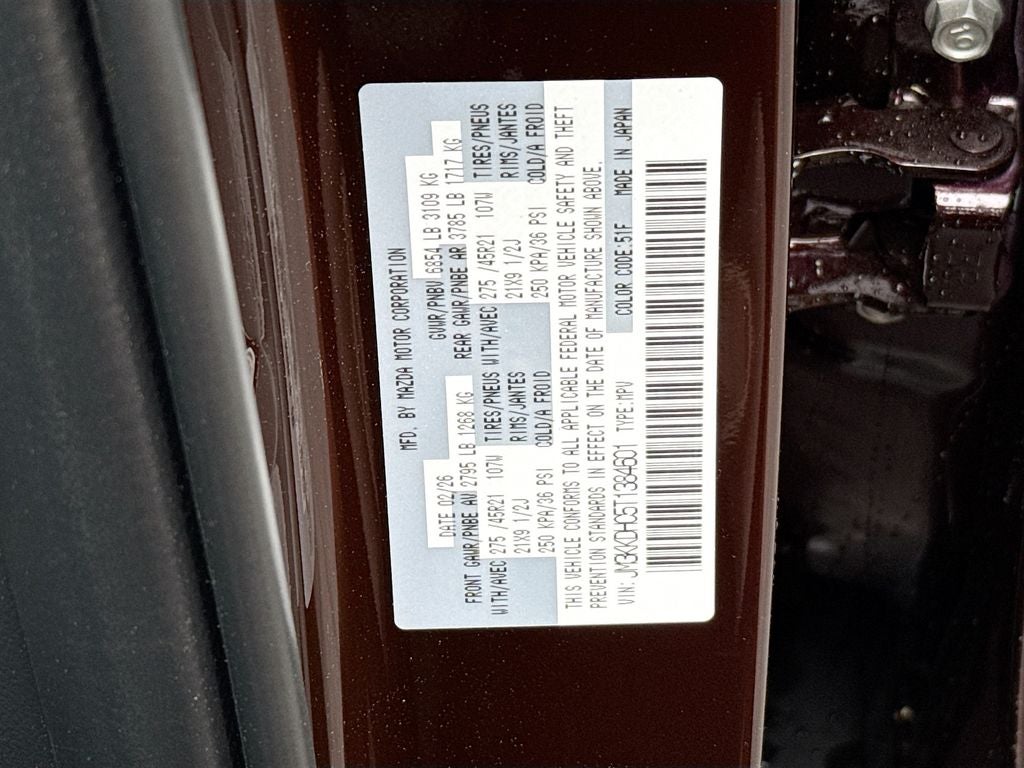 MFD. BY MAZDA MOTOR CORPORATION
DATE 02/26 GVWR/PNBV 6854 LB 3109 KG
FRONT GAWR/PNBE AV 2795 LB 1268 KG REAR GAWR/PNBE AR 3785 LB 1717 KG
WITH/AVEC 275 /45R21 107W TIRES/PNEUS WITH/AVEC 275 /45R21 107W TIRES/PNEUS
21X9 1/2J RIMS/JANTES 21X9 1/2J RIMS/JANTES
250 KPA/36 PSI COLD/A FROID 250 KPA/36 PSI COLD/A FROID
THIS VEHICLE CONFORMS TO ALL APPLICABLE FEDERAL MOTOR VEHICLE SAFETY AND THEFT
PREVENTION STANDARDS IN EFFECT ON THE DATE OF MANUFACTURE SHOWN ABOVE.
VIN: JM3KKDHC5T1384601 TYPE:MPV COLOR CODE:51F MADE IN JAPAN
10